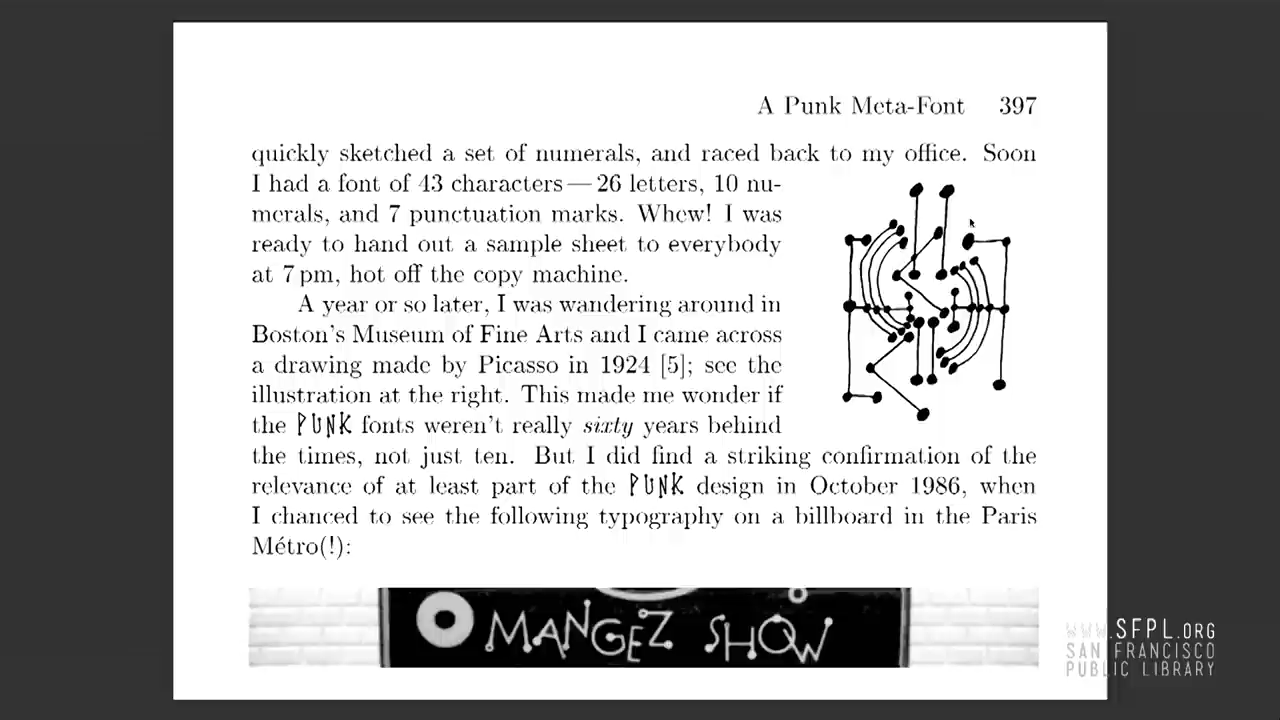 A Punk Meta-Font 397
quickly sketched a set of numerals, and raced back to my office. Soon
I had a font of 43 characters — 26 letters, 10 nu-
merals, and 7 punctuation marks. Whew! I was
ready to hand out a sample sheet to everybody
at 7 pm, hot off the copy machine.
A year or so later, I was wandering around in
Boston's Museum of Fine Arts and I came across
a drawing made by Picasso in 1924 [5]; see the
illustration at the right. This made me wonder if
the PUNK fonts weren't really sixty years behind
the times, not just ten. But I did find a striking confirmation of the
relevance of at least part of the PUNK design in October 1986, when
I chanced to see the following typography on a billboard in the Paris
Métro(!):
MANGEZ SHOW
WWW.SFPL.ORG
SAN FRANCISCO
PUBLIC LIBRARY